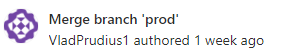 Merge branch 'prod'
VladPrudius1 authored 1 week ago